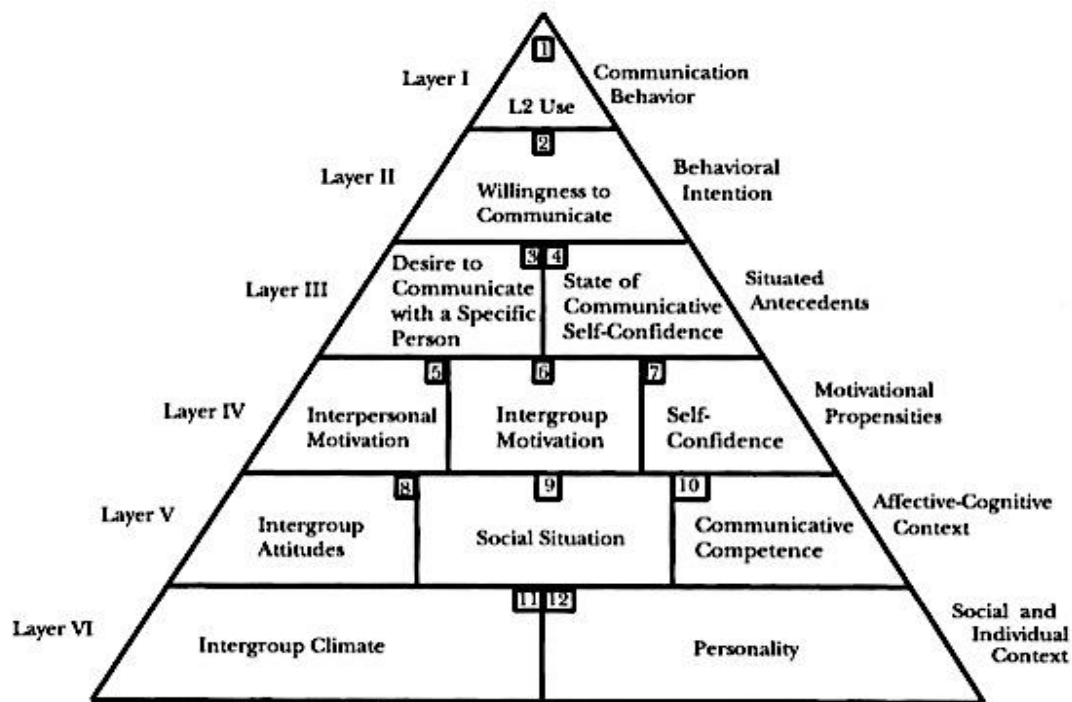 1
Layer I
Communication
Behavior
L2 Use
2
Layer II
Behavioral
Intention
Willingness to
Communicate
3 4
Layer III
Desire to
Communicate
with a Specific
Person
State of
Communicative
Self-Confidence
Situated
Antecedents
5 6 7
Layer IV
Interpersonal
Motivation
Intergroup
Motivation
Self-
Confidence
Motivational
Propensities
8 9 10
Layer V
Intergroup
Attitudes
Social Situation
Communicative
Competence
Affective-Cognitive
Context
11 12
Layer VI
Intergroup Climate
Personality
Social and
Individual
Context